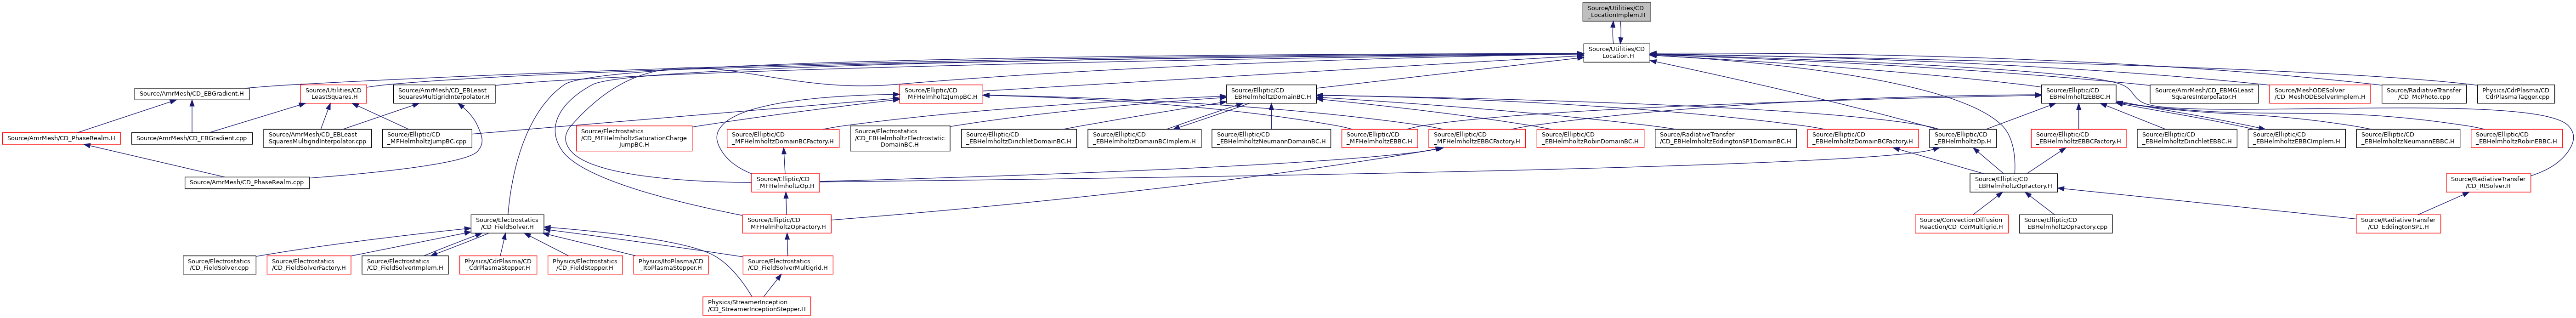 Source/Utilities/CD
_LocationImplem.H
Source/Utilities/CD
_Location.H
Source/AmrMesh/CD_EBGradient.H
Source/Utilities/CD
_LeastSquares.H
Source/AmrMesh/CD_EBLeast
SquaresMultigridInterpolator.H
Source/Elliptic/CD
_MFHelmholtzJumpBC.H
Source/Elliptic/CD
_EBHelmholtzDomainBC.H
Source/Elliptic/CD
_EBHelmholtzEBBC.H
Source/AmrMesh/CD_EBMGLeast
SquaresInterpolator.H
Source/MeshODESolver
/CD_MeshODESolverImplem.H
Source/RadiativeTransfer
/CD_McPhoto.cpp
Physics/CdrPlasma/CD
_CdrPlasmaTagger.cpp
Source/AmrMesh/CD_PhaseRealm.H
Source/AmrMesh/CD_EBGradient.cpp
Source/AmrMesh/CD_EBLeast
SquaresMultigridInterpolator.cpp
Source/Elliptic/CD
_MFHelmholtzJumpBC.cpp
Source/Electrostatics
/CD_MFHelmholtzSaturationCharge
JumpBC.H
Source/Elliptic/CD
_MFHelmholtzDomainBCFactory.H
Source/Electrostatics
/CD_EBHelmholtzElectrostatic
DomainBC.H
Source/Elliptic/CD
_EBHelmholtzDirichletDomainBC.H
Source/Elliptic/CD
_EBHelmholtzDomainBCImplem.H
Source/Elliptic/CD
_EBHelmholtzNeumannDomainBC.H
Source/Elliptic/CD
_MFHelmholtzEBBC.H
Source/Elliptic/CD
_MFHelmholtzEBBCFactory.H
Source/Elliptic/CD
_EBHelmholtzRobinDomainBC.H
Source/RadiativeTransfer
/CD_EBHelmholtzEddingtonSP1DomainBC.H
Source/Elliptic/CD
_EBHelmholtzDomainBCFactory.H
Source/Elliptic/CD
_EBHelmholtzOp.H
Source/Elliptic/CD
_EBHelmholtzEBBCFactory.H
Source/Elliptic/CD
_EBHelmholtzDirichletEBBC.H
Source/Elliptic/CD
_EBHelmholtzEBBCImplem.H
Source/Elliptic/CD
_EBHelmholtzNeumannEBBC.H
Source/Elliptic/CD
_EBHelmholtzRobinEBBC.H
Source/AmrMesh/CD_PhaseRealm.cpp
Source/Elliptic/CD
_MFHelmholtzOp.H
Source/Elliptic/CD
_EBHelmholtzOpFactory.H
Source/RadiativeTransfer
/CD_RtSolver.H
Source/Electrostatics
/CD_FieldSolver.H
Source/Elliptic/CD
_MFHelmholtzOpFactory.H
Source/ConvectionDiffusion
Reaction/CD_CdrMultigrid.H
Source/Elliptic/CD
_EBHelmholtzOpFactory.cpp
Source/RadiativeTransfer
/CD_EddingtonSP1.H
Source/Electrostatics
/CD_FieldSolver.cpp
Source/Electrostatics
/CD_FieldSolverFactory.H
Source/Electrostatics
/CD_FieldSolverImplem.H
Physics/CdrPlasma/CD
_CdrPlasmaStepper.H
Physics/Electrostatics
/CD_FieldStepper.H
Physics/ItoPlasma/CD
_ItoPlasmaStepper.H
Source/Electrostatics
/CD_FieldSolverMultigrid.H
Physics/StreamerInception
/CD_StreamerInceptionStepper.H